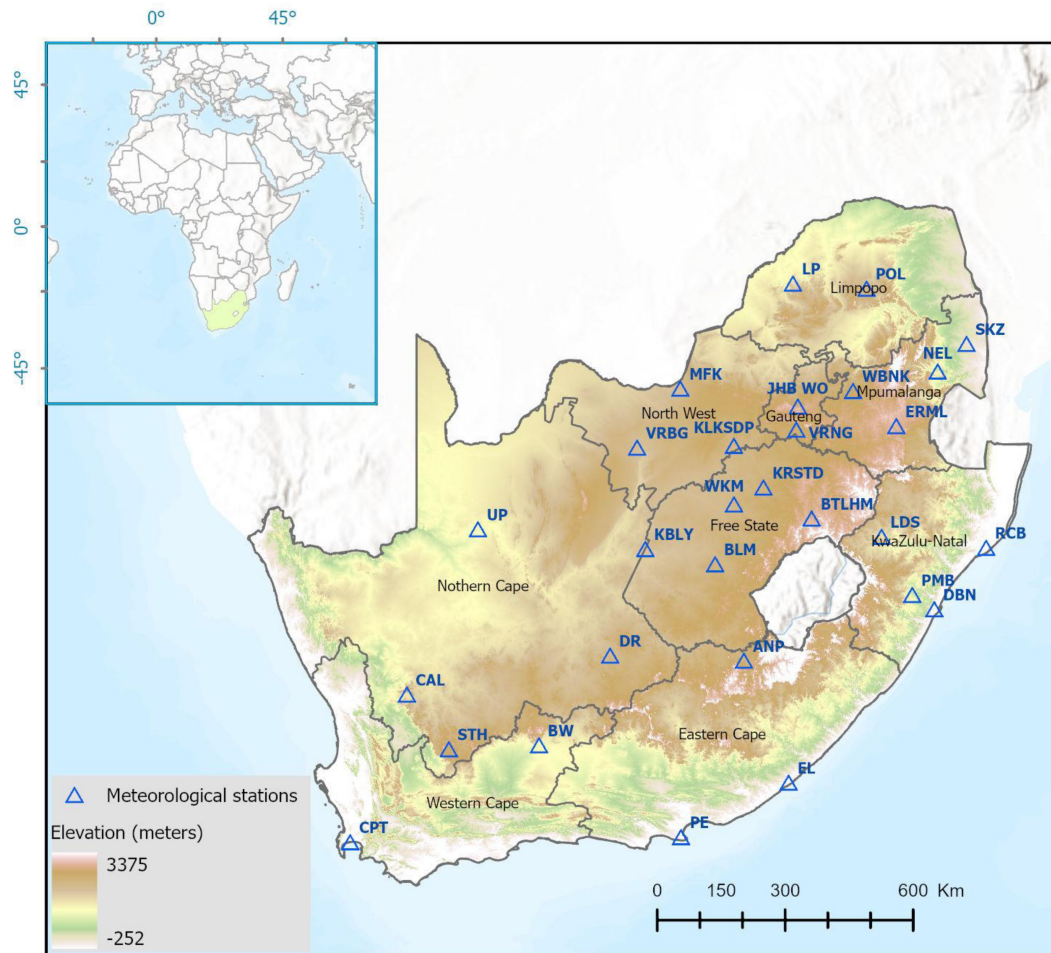 0°
45°
45°
0°
-45°
LP
POL
Limpopo
SKZ
NEL
MFK
JHB WO
WBNK
Mpumalanga
North West
Gauteng
ERML
VRBG
KLKSDP
VRNG
KRSTD
WKM
BTLHM
Free State
UP
LDS
KwaZulu-Natal
RCB
KBLY
BLM
Nothern Cape
PMB
DBN
DR
ANP
CAL
Eastern Cape
STH
BW
EL
Western Cape
CPT
PE
Meteorological stations
Elevation (meters)
3375
-252
0 150 300 600 Km